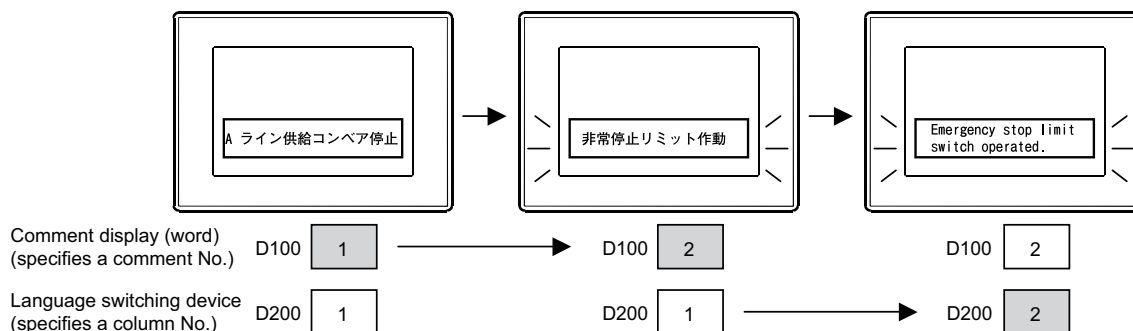 A ライン供給コンベア停止
非常停止リミット作動
Emergency stop limit
switch operated.
Comment display (word)
(specifies a comment No.)
D100 1
D100 2
D100 2
Language switching device
(specifies a column No.)
D200 1
D200 1
D200 2